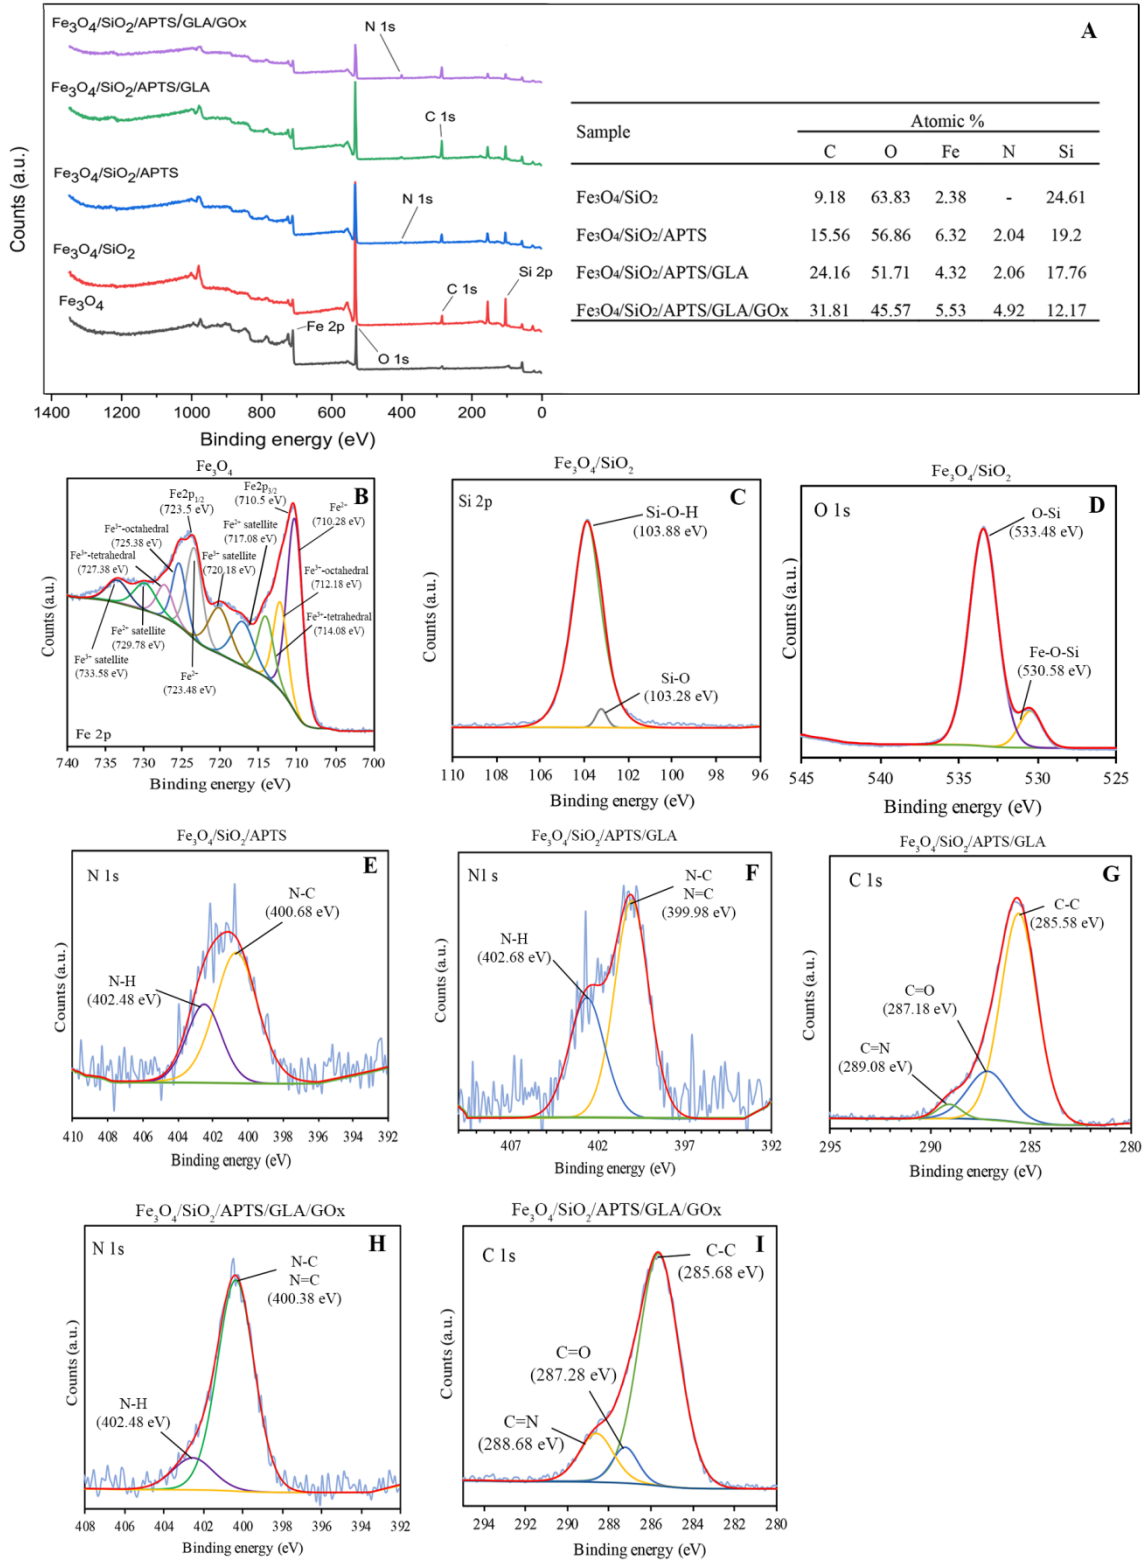 A
Fe₃O₄/SiO₂/APTS/GLA/GOx
N 1s
Fe₃O₄/SiO₂/APTS/GLA
C 1s
Fe₃O₄/SiO₂/APTS
N 1s
Fe₃O₄/SiO₂
Si 2p
C 1s
Fe₃O₄
Fe 2p
O 1s
Counts (a.u.)
1400 1200 1000 800 600 400 200 0
Binding energy (eV)
Sample Atomic %
C O Fe N Si
Fe₃O₄/SiO₂ 9.18 63.83 2.38 - 24.61
Fe₃O₄/SiO₂/APTS 15.56 56.86 6.32 2.04 19.2
Fe₃O₄/SiO₂/APTS/GLA 24.16 51.71 4.32 2.06 17.76
Fe₃O₄/SiO₂/APTS/GLA/GOx 31.81 45.57 5.53 4.92 12.17
Fe₃O₄
B
Fe2p₁/₂
(723.5 eV)
Fe2p₃/₂
(710.5 eV)
Fe²⁺
(710.28 eV)
Fe³⁺-octahedral
(725.38 eV)
Fe²⁺ satellite
(717.08 eV)
Fe³⁺-tetrahedral
(727.38 eV)
Fe³⁺ satellite
(720.18 eV)
Fe³⁺-octahedral
(712.18 eV)
Fe³⁺-tetrahedral
(714.08 eV)
Fe²⁺ satellite
(729.78 eV)
Fe³⁺ satellite
(733.58 eV)
Fe²⁺
(723.48 eV)
Fe 2p
Counts (a.u.)
740 735 730 725 720 715 710 705 700
Binding energy (eV)
Fe₃O₄/SiO₂
Si 2p
C
Si-O-H
(103.88 eV)
Si-O
(103.28 eV)
Counts (a.u.)
110 108 106 104 102 100 98 96
Binding energy (eV)
Fe₃O₄/SiO₂
O 1s
D
O-Si
(533.48 eV)
Fe-O-Si
(530.58 eV)
Counts (a.u.)
545 540 535 530 525
Binding energy (eV)
Fe₃O₄/SiO₂/APTS
N 1s
E
N-C
(400.68 eV)
N-H
(402.48 eV)
Counts (a.u.)
410 408 406 404 402 400 398 396 394 392
Binding energy (eV)
Fe₃O₄/SiO₂/APTS/GLA
N1 s
F
N-C
N=C
(399.98 eV)
N-H
(402.68 eV)
Counts (a.u.)
407 402 397 392
Binding energy (eV)
Fe₃O₄/SiO₂/APTS/GLA
C 1s
G
C-C
(285.58 eV)
C=O
(287.18 eV)
C=N
(289.08 eV)
Counts (a.u.)
295 290 285 280
Binding energy (eV)
Fe₃O₄/SiO₂/APTS/GLA/GOx
N 1s
H
N-C
N=C
(400.38 eV)
N-H
(402.48 eV)
Counts (a.u.)
408 406 404 402 400 398 396 394 392
Binding energy (eV)
Fe₃O₄/SiO₂/APTS/GLA/GOx
C 1s
I
C-C
(285.68 eV)
C=O
(287.28 eV)
C=N
(288.68 eV)
Counts (a.u.)
294 292 290 288 286 284 282 280
Binding energy (eV)